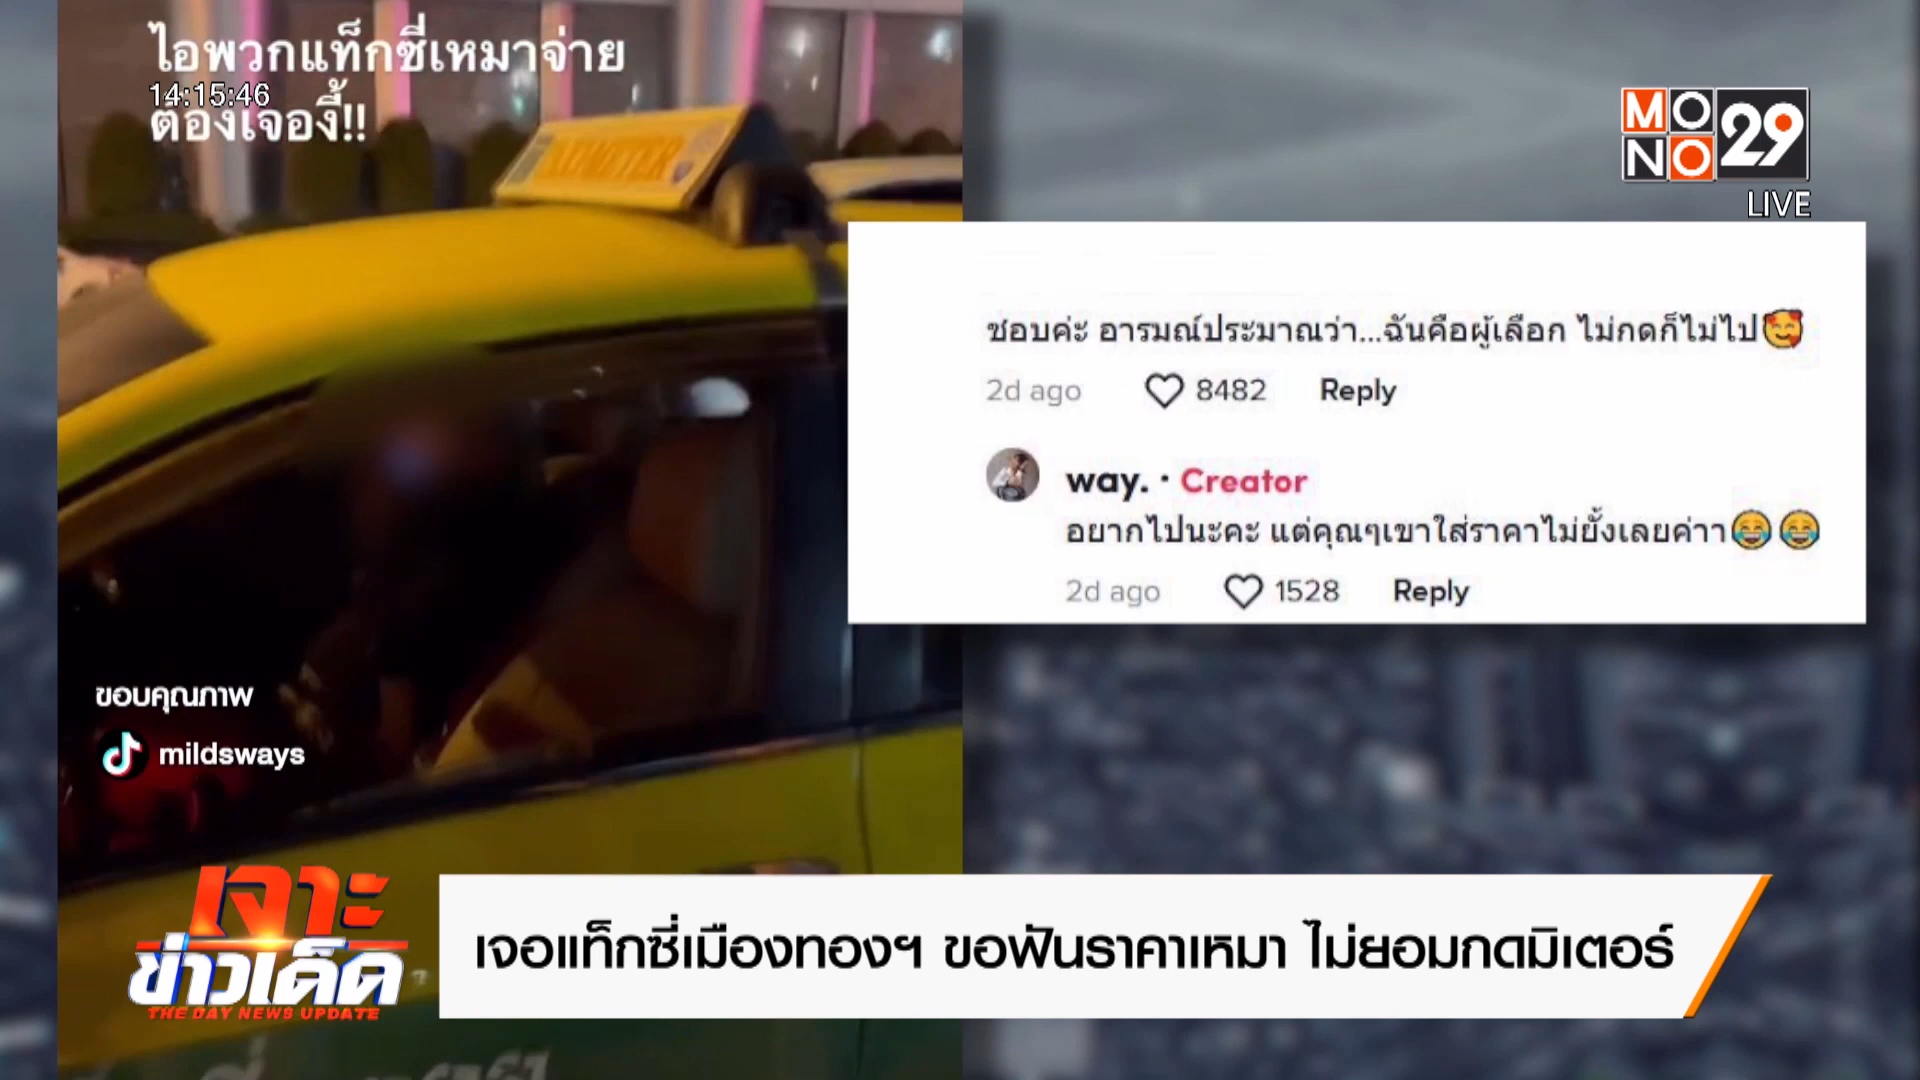 ไอพวกแท็กซี่เหมาจ่าย
14:15:46
ต้องเจองี้!!
MONO 29
LIVE
ชอบค่ะ อารมณ์ประมาณว่า...ฉันคือผู้เลือก ไม่กดก็ไม่ไป🥰
2d ago 8482 Reply
way. · Creator
อยากไปนะคะ แต่คุณๆเขาใส่ราคาไม่ยั้งเลยค่าา😂😂
2d ago 1528 Reply
ขอบคุณภาพ
mildsways
เจาะ
ข่าวเด็ด
THE DAY NEWS UPDATE
เจอแท็กซี่เมืองทองฯ ขอฟันราคาเหมา ไม่ยอมกดมิเตอร์